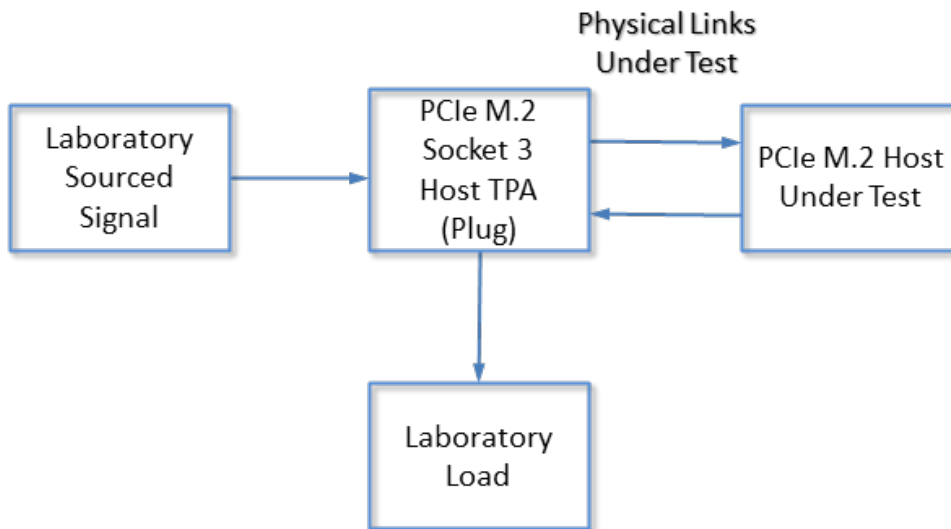 Physical Links
Under Test
Laboratory
Sourced
Signal
PCIe M.2
Socket 3
Host TPA
(Plug)
PCIe M.2 Host
Under Test
Laboratory
Load